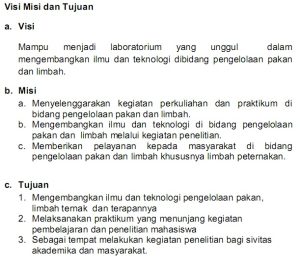 Visi Misi dan Tujuan
a. Visi
Mampu menjadi laboratorium yang unggul dalam
mengembangkan ilmu dan teknologi dibidang pengelolaan pakan
dan limbah.
b. Misi
a. Menyelenggarakan kegiatan perkuliahan dan praktikum di
bidang pengelolaan pakan dan limbah.
b. Mengembangkan ilmu dan teknologi di bidang pengelolaan
pakan dan limbah melalui kegiatan penelitian.
c. Memberikan pelayanan kepada masyarakat di bidang
pengelolaan pakan dan limbah khususnya limbah peternakan.
c. Tujuan
1. Mengembangkan ilmu dan teknologi pengelolaan pakan,
limbah ternak dan terapannya
2. Melaksanakan praktikum yang menunjang kegiatan
pembelajaran dan penelitian mahasiswa
3. Sebagai tempat melakukan kegiatan penelitian bagi sivitas
akademika dan masyarakat.